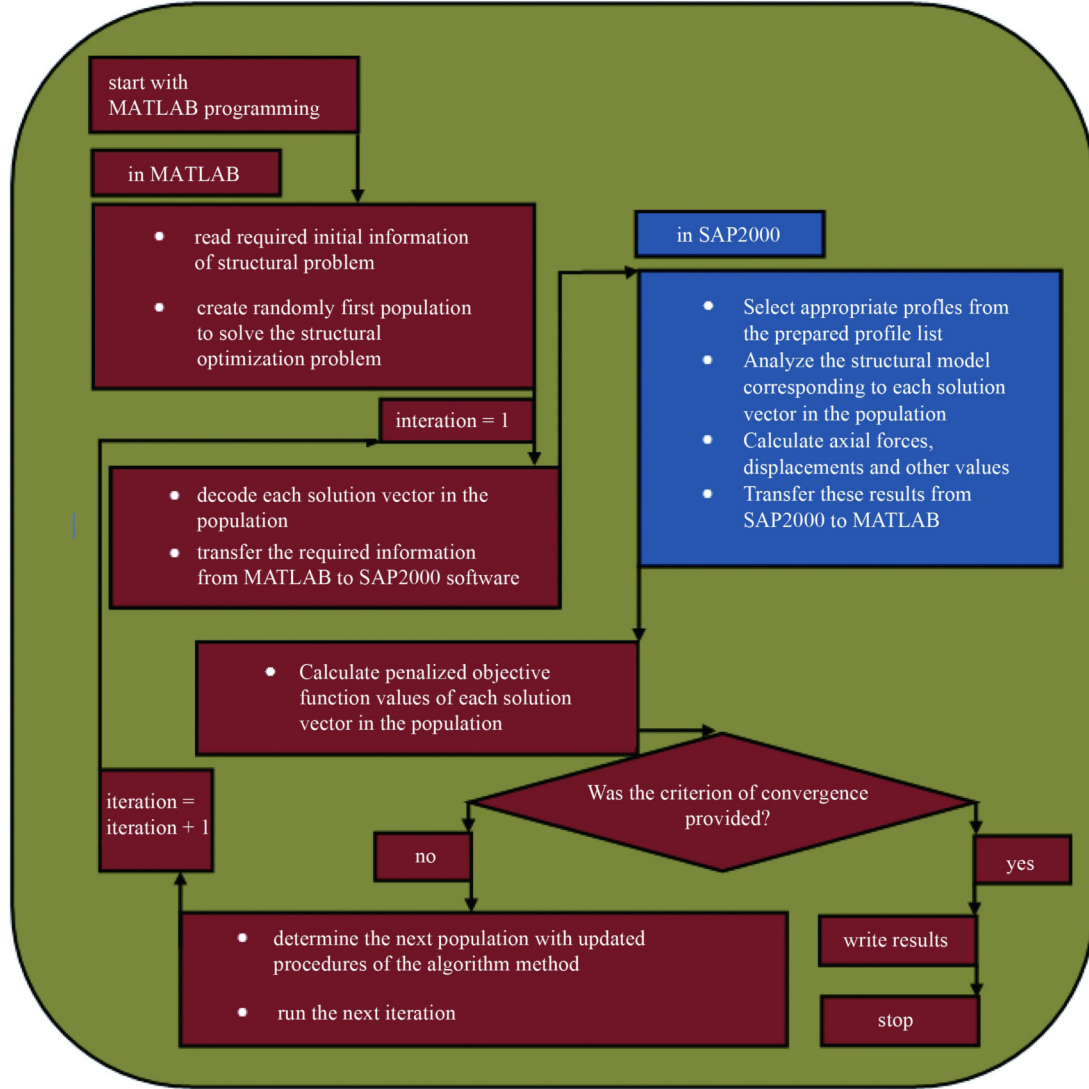 start with
MATLAB programming
in MATLAB
read required initial information
of structural problem
create randomly first population
to solve the structural
optimization problem
interation = 1
decode each solution vector in the
population
transfer the required information
from MATLAB to SAP2000 software
in SAP2000
Select appropriate profles from
the prepared profile list
Analyze the structural model
corresponding to each solution
vector in the population
Calculate axial forces,
displacements and other values
Transfer these results from
SAP2000 to MATLAB
Calculate penalized objective
function values of each solution
vector in the population
Was the criterion of convergence
provided?
no
yes
iteration =
iteration + 1
determine the next population with updated
procedures of the algorithm method
run the next iteration
write results
stop